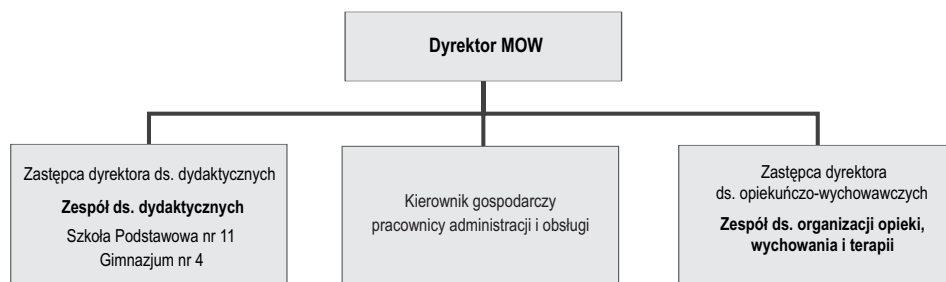 Dyrektor MOW
Zastępca dyrektora ds. dydaktycznych
Zespół ds. dydaktycznych
Szkoła Podstawowa nr 11
Gimnazjum nr 4
Kierownik gospodarczy
pracownicy administracji i obsługi
Zastępca dyrektora
ds. opiekuńczo-wychowawczych
Zespół ds. organizacji opieki,
wychowania i terapii